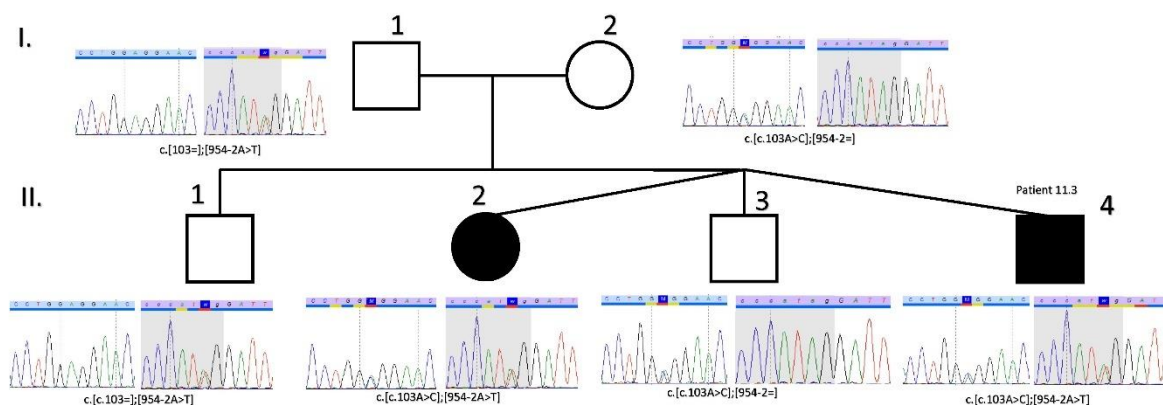 I.
1
2
C C T G G A G G A A C
a a a a t W g G A T T
C C T G G M G G A A C
a a a a t a g G A T T
c.[103=];[954-2A>T]
c.[c.103A>C];[954-2=]
II.
1
2
3
Patient 11.3
4
C C T G G A G G A A C
a a a a t W g G A T T
C C T G G M G G A A C
a a a a t W g G A T T
C C T G G M G G A A C
a a a a t a g G A T T
C C T G G M G G A A C
a a a a t W g G A T T
c.[c.103=];[954-2A>T]
c.[c.103A>C];[954-2A>T]
c.[c.103A>C];[954-2=]
c.[c.103A>C];[954-2A>T]